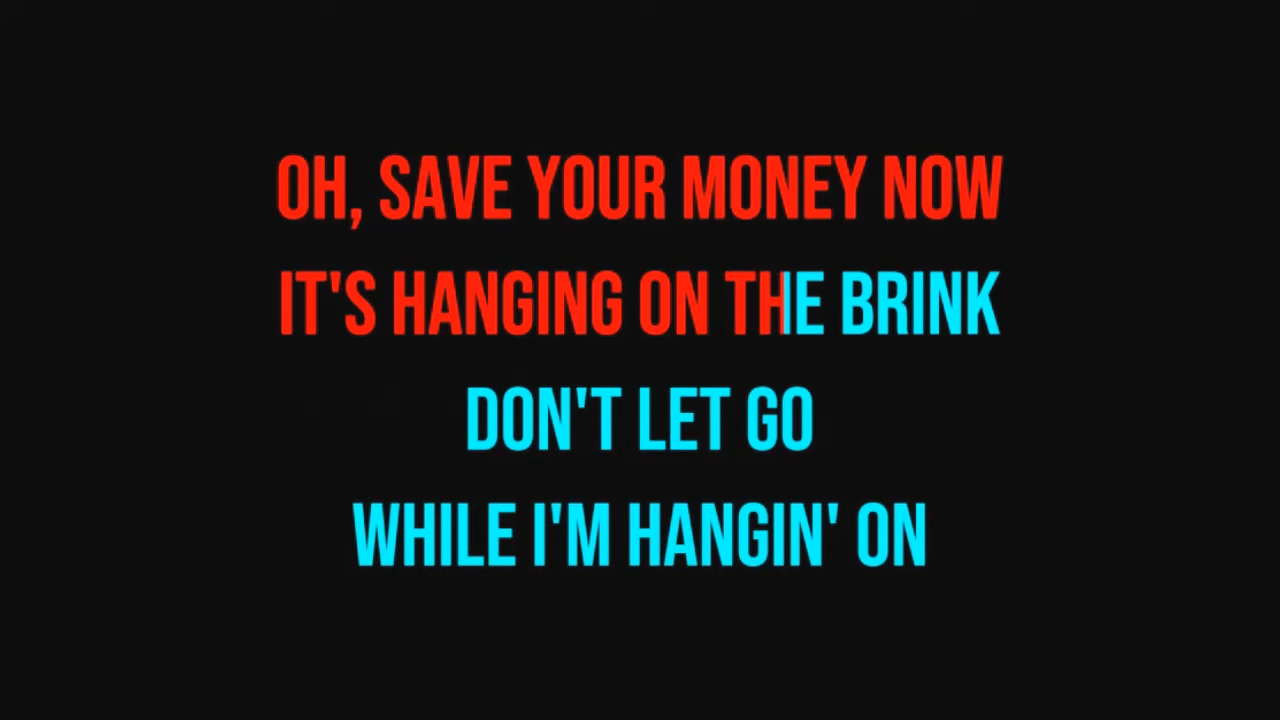 OH, SAVE YOUR MONEY NOW
IT'S HANGING ON THE BRINK
DON'T LET GO
WHILE I'M HANGIN' ON